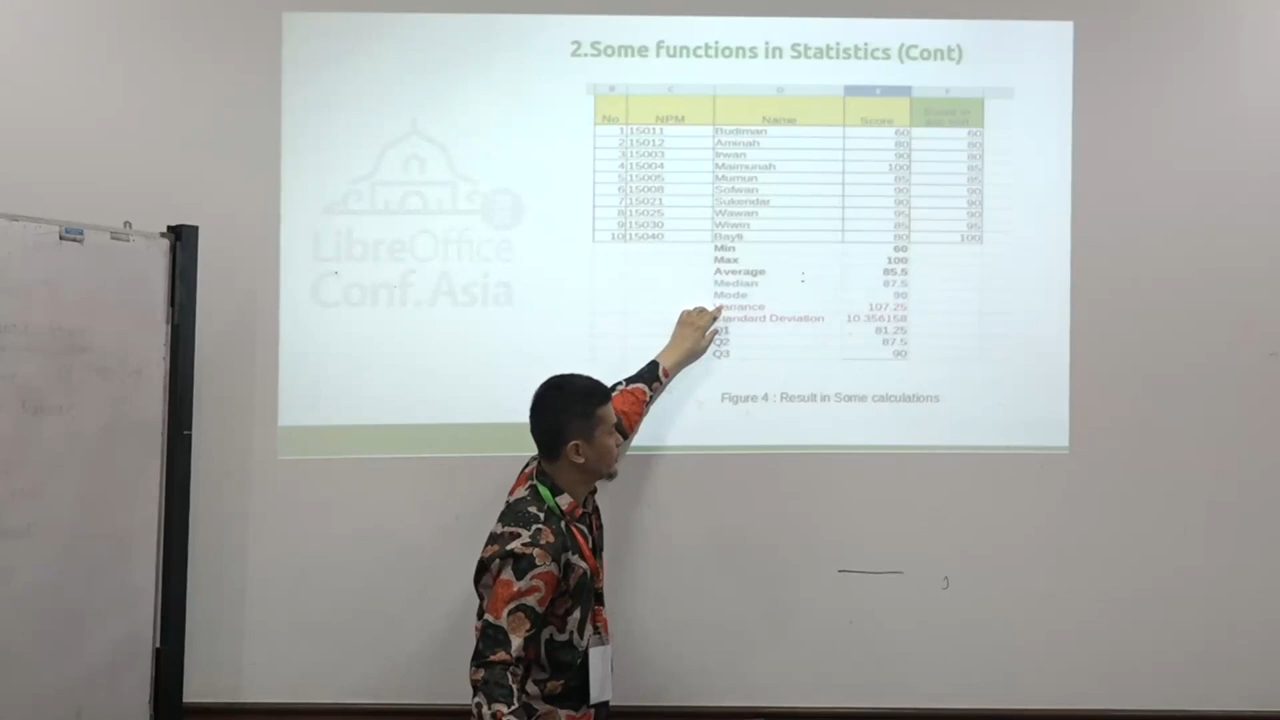 2.Some functions in Statistics (Cont)
B C D E F
No NPM Name Score
1 15011 Budiman 60 60
2 15012 Aminah 80 80
3 15003 Irwan 90 80
4 15004 Maimunah 100 85
5 15005 Mumun 85 85
6 15008 Sofwan 90 90
7 15021 Sukendar 90 90
8 15025 Wawan 95 90
9 15030 Wiwin 85 95
10 15040 Bay9 80 100
Min 60
Max 100
Average 85.5
Median 87.5
Mode 90
Variance 107.25
Standard Deviation 10.356158
Q1 81.25
Q2 87.5
Q3 90
Figure 4 : Result in Some calculations
LibreOffice
Conf.Asia